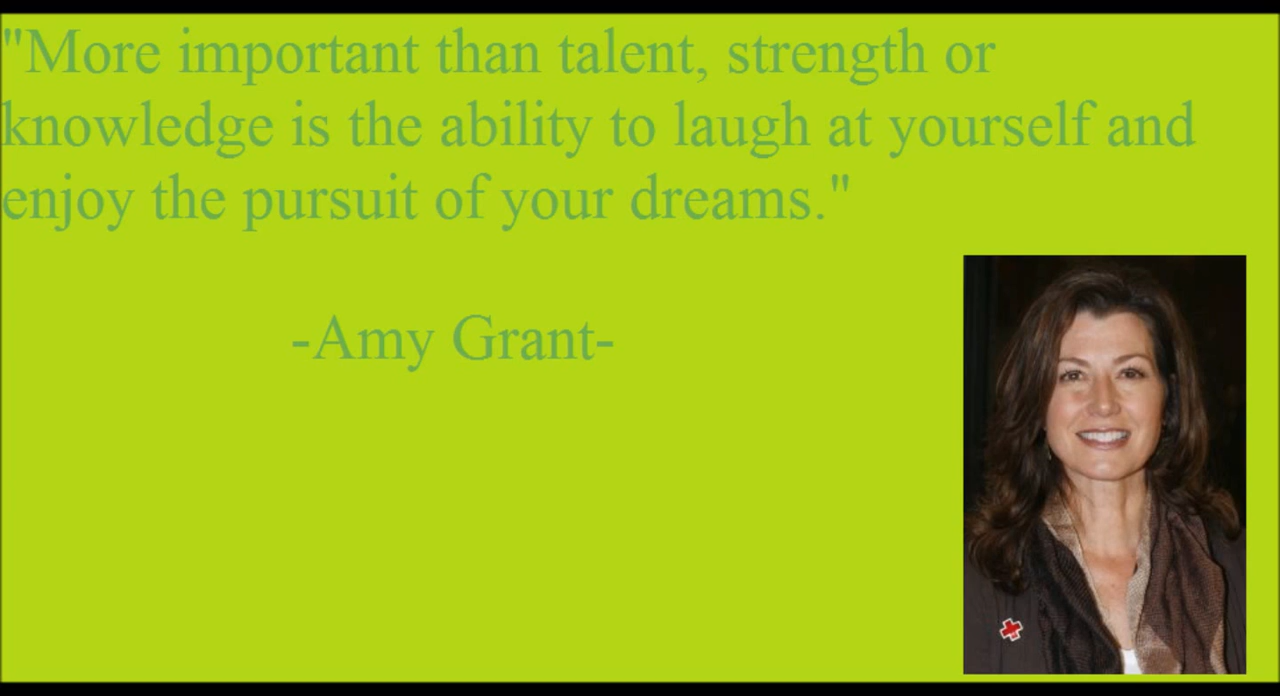 "More important than talent, strength or
knowledge is the ability to laugh at yourself and
enjoy the pursuit of your dreams."
-Amy Grant-